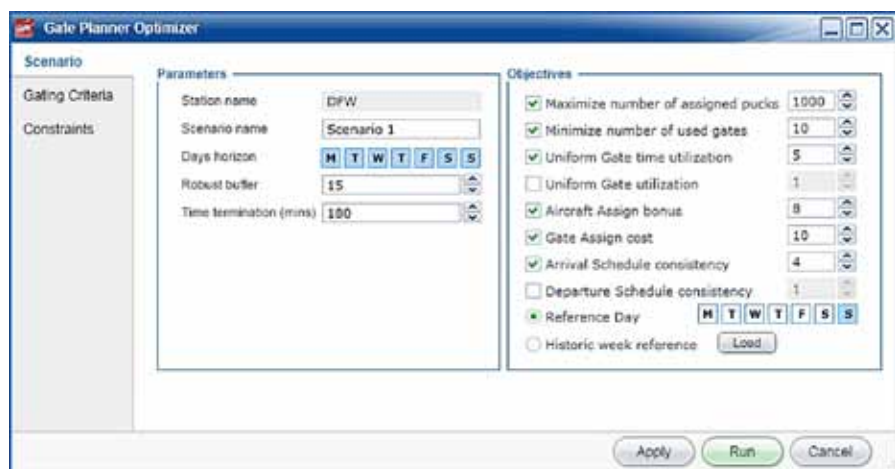 Gate Planner Optimizer
Scenario
Gating Criteria
Constraints
Parameters
Station name DFW
Scenario name Scenario 1
Days horizon M T W T F S S
Robust buffer 15
Time termination (mins) 180
Objectives
Maximize number of assigned pucks 1000
Minimize number of used gates 10
Uniform Gate time utilization 5
Uniform Gate utilization 1
Aircraft Assign bonus 8
Gate Assign cost 10
Arrival Schedule consistency 4
Departure Schedule consistency 1
Reference Day M T W T F S S
Historic week reference Load
Apply Run Cancel